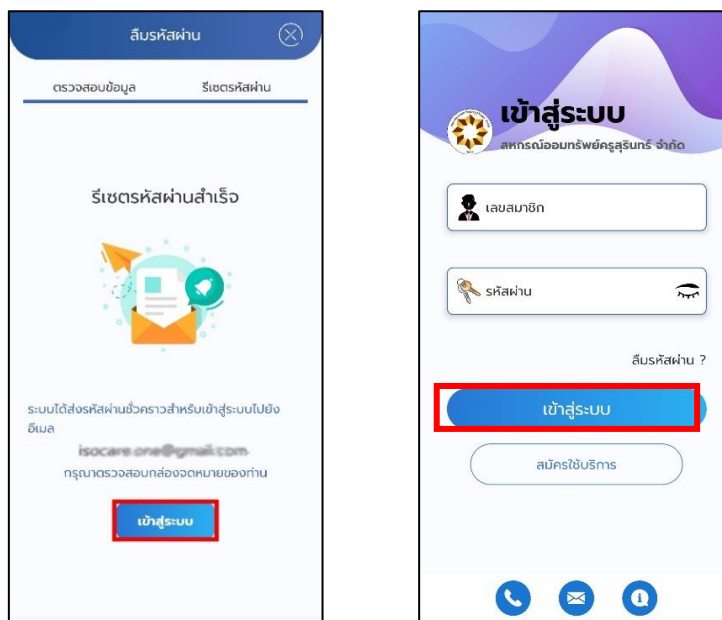 ลืมรหัสผ่าน
ตรวจสอบข้อมูล รีเซตรหัสผ่าน
รีเซตรหัสผ่านสำเร็จ
ระบบได้ส่งรหัสผ่านชั่วคราวสำหรับเข้าสู่ระบบไปยัง
อีเมล
กรุณาตรวจสอบกล่องจดหมายของท่าน
เข้าสู่ระบบ
เข้าสู่ระบบ
สหกรณ์ออมทรัพย์ครูสุรินทร์ จำกัด
เลขสมาชิก
รหัสผ่าน
ลืมรหัสผ่าน ?
เข้าสู่ระบบ
สมัครใช้บริการ